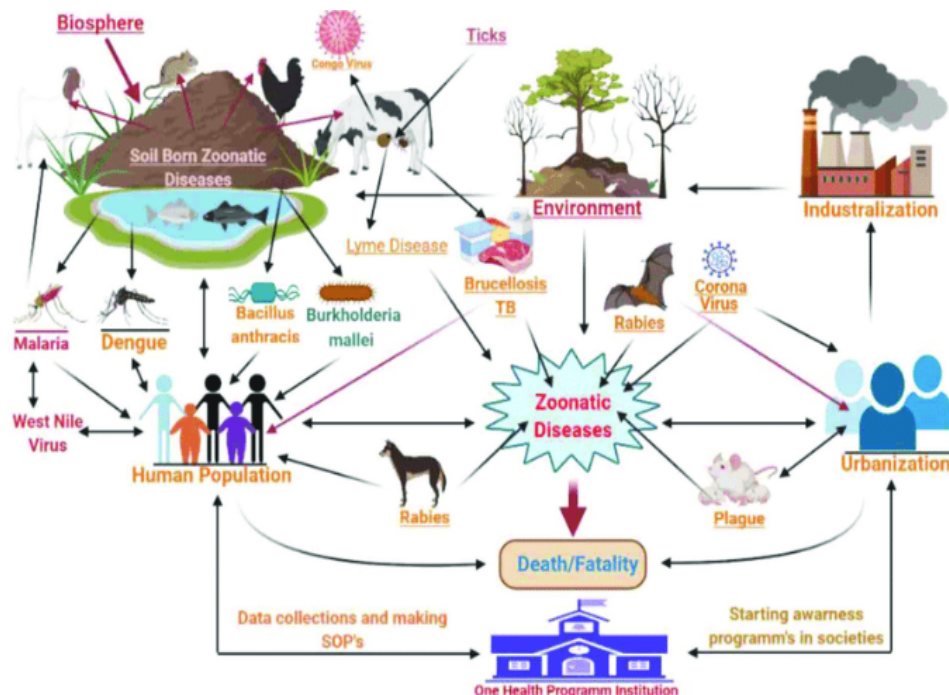 Biosphere
Congo Virus
Ticks
Soil Born Zoonatic
Diseases
Environment
Industralization
Lyme Disease
Brucellosis
TB
Rabies
Corona
Virus
Malaria
Dengue
Bacillus
anthracis
Burkholderia
mallei
West Nile
Virus
Human Population
Zoonatic
Diseases
Urbanization
Rabies
Plague
Death/Fatality
Data collections and making
SOP's
Starting awarness
programm's in societies
One Health Programm Institution